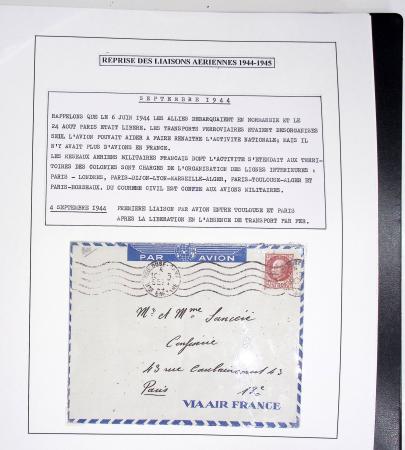 REPRISE DES LIAISONS AERIENNES 1944-1945
SEPTEMBRE 1944
RAPPELONS QUE LE 6 JUIN 1944 LES ALLIES DEBARQUAIENT EN NORMANDIE ET LE
24 AOUT PARIS ETAIT LIBERE. LES TRANSPORTS FERROVIAIRES ETAIENT DESORGANISES
SEUL L'AVION POUVAIT AIDER A FAIRE RENAITRE L'ACTIVITE NATIONALE; MAIS IL
N'Y AVAIT PLUS D'AVIONS EN FRANCE.
LES RESEAUX AERIENS MILITAIRES FRANCAIS DONT L'ACTIVITE S'ETENDAIT AUX TERRI-
TOIRES DES COLONIES SONT CHARGES DE L'ORGANISATION DES LIGNES INTERIEURES :
PARIS - LONDRES, PARIS-DIJON-LYON-MARSEILLE-ALGER, PARIS-TOULOUSE-ALGER ET
PARIS-BORDEAUX. DU COURRIER CIVIL EST CONFIE AUX AVIONS MILITAIRES.
4 SEPTEMBRE 1944 PREMIERE LIAISON PAR AVION ENTRE TOULOUSE ET PARIS
APRES LA LIBERATION EN L'ABSENCE DE TRANSPORT PAR FER.
PAR AVION
Mr & Mme Sancéré
Confiserie
43 rue Caulaincourt 43
Paris 18e
VIA AIR FRANCE